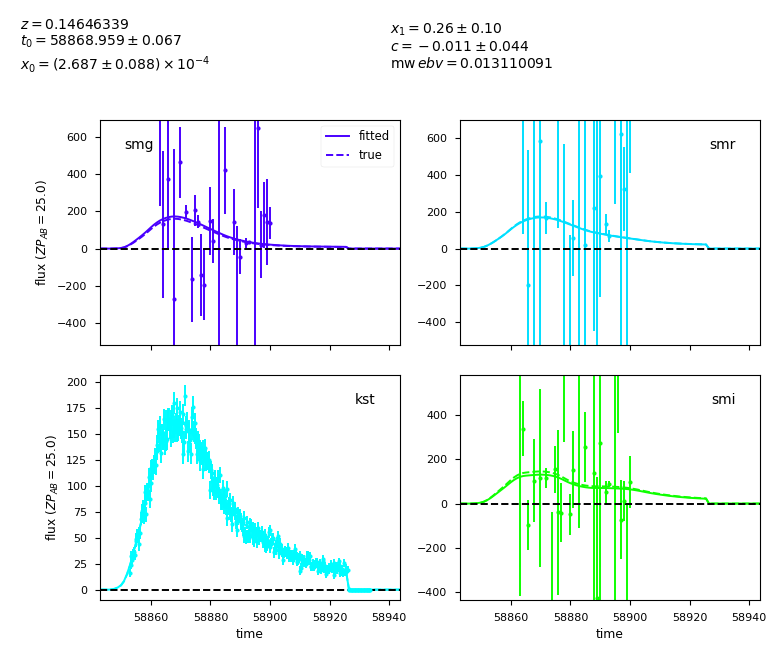 z = 0.14646339
t₀ = 58868.959 ± 0.067
x₀ = (2.687 ± 0.088) × 10⁻⁴
x₁ = 0.26 ± 0.10
c = −0.011 ± 0.044
mw ebv = 0.013110091
smg
fitted
true
600
400
200
0
−200
−400
flux (ZP_AB = 25.0)
smr
600
400
200
0
−200
−400
kst
200
175
150
125
100
75
50
25
0
flux (ZP_AB = 25.0)
58860 58880 58900 58920 58940
time
smi
400
200
0
−200
−400
58860 58880 58900 58920 58940
time